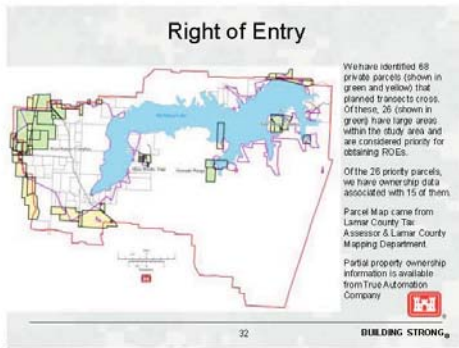 Right of Entry
We have identified 68
private parcels (shown in
green and yellow) that
planned transects cross.
Of these, 26 (shown in
green) have large areas
within the study area and
are considered priority for
obtaining ROEs.
Of the 26 priority parcels,
we have ownership data
associated with 15 of them.
Parcel Map came from
Lamar County Tax
Assessor & Lamar County
Mapping Department
Partial property ownership
information is available
from True Automation
Company
32
BUILDING STRONG®